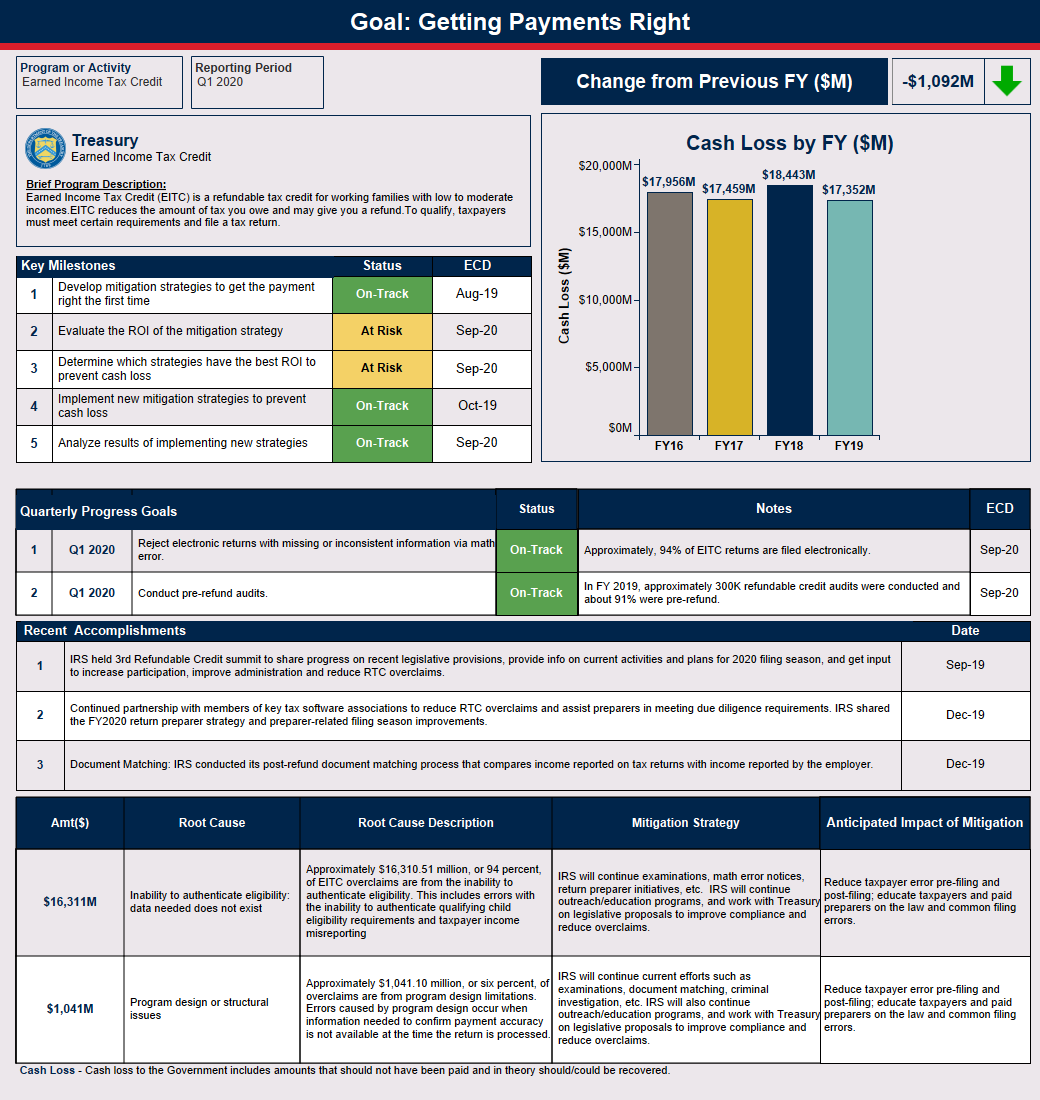 Goal: Getting Payments Right
Program or Activity
Earned Income Tax Credit
Reporting Period
Q1 2020
Change from Previous FY ($M)
-$1,092M
Treasury
Earned Income Tax Credit
Brief Program Description:
Earned Income Tax Credit (EITC) is a refundable tax credit for working families with low to moderate
incomes.EITC reduces the amount of tax you owe and may give you a refund.To qualify, taxpayers
must meet certain requirements and file a tax return.
Key Milestones Status ECD
1 Develop mitigation strategies to get the payment
right the first time
On-Track Aug-19
2 Evaluate the ROI of the mitigation strategy At Risk Sep-20
3 Determine which strategies have the best ROI to
prevent cash loss
At Risk Sep-20
4 Implement new mitigation strategies to prevent
cash loss
On-Track Oct-19
5 Analyze results of implementing new strategies On-Track Sep-20
Cash Loss by FY ($M)
Cash Loss ($M)
$20,000M
$15,000M
$10,000M
$5,000M
$0M
$17,956M $17,459M $18,443M $17,352M
FY16 FY17 FY18 FY19
Quarterly Progress Goals Status Notes ECD
1 Q1 2020 Reject electronic returns with missing or inconsistent information via math
error.
On-Track Approximately, 94% of EITC returns are filed electronically. Sep-20
2 Q1 2020 Conduct pre-refund audits. On-Track
In FY 2019, approximately 300K refundable credit audits were conducted and
about 91% were pre-refund.
Sep-20
Recent Accomplishments Date
1 IRS held 3rd Refundable Credit summit to share progress on recent legislative provisions, provide info on current activities and plans for 2020 filing season, and get input
to increase participation, improve administration and reduce RTC overclaims.
Sep-19
2 Continued partnership with members of key tax software associations to reduce RTC overclaims and assist preparers in meeting due diligence requirements. IRS shared
the FY2020 return preparer strategy and preparer-related filing season improvements.
Dec-19
3 Document Matching: IRS conducted its post-refund document matching process that compares income reported on tax returns with income reported by the employer. Dec-19
Amt($) Root Cause Root Cause Description Mitigation Strategy Anticipated Impact of Mitigation
$16,311M
Inability to authenticate eligibility:
data needed does not exist
Approximately $16,310.51 million, or 94 percent,
of EITC overclaims are from the inability to
authenticate eligibility. This includes errors with
the inability to authenticate qualifying child
eligibility requirements and taxpayer income
misreporting
IRS will continue examinations, math error notices,
return preparer initiatives, etc. IRS will continue
outreach/education programs, and work with Treasury
on legislative proposals to improve compliance and
reduce overclaims.
Reduce taxpayer error pre-filing and
post-filing; educate taxpayers and paid
preparers on the law and common filing
errors.
$1,041M
Program design or structural
issues
Approximately $1,041.10 million, or six percent, of
overclaims are from program design limitations.
Errors caused by program design occur when
information needed to confirm payment accuracy
is not available at the time the return is processed.
IRS will continue current efforts such as
examinations, document matching, criminal
investigation, etc. IRS will also continue
outreach/education programs, and work with Treasury
on legislative proposals to improve compliance and
reduce overclaims.
Reduce taxpayer error pre-filing and
post-filing; educate taxpayers and paid
preparers on the law and common filing
errors.
Cash Loss - Cash loss to the Government includes amounts that should not have been paid and in theory should/could be recovered.